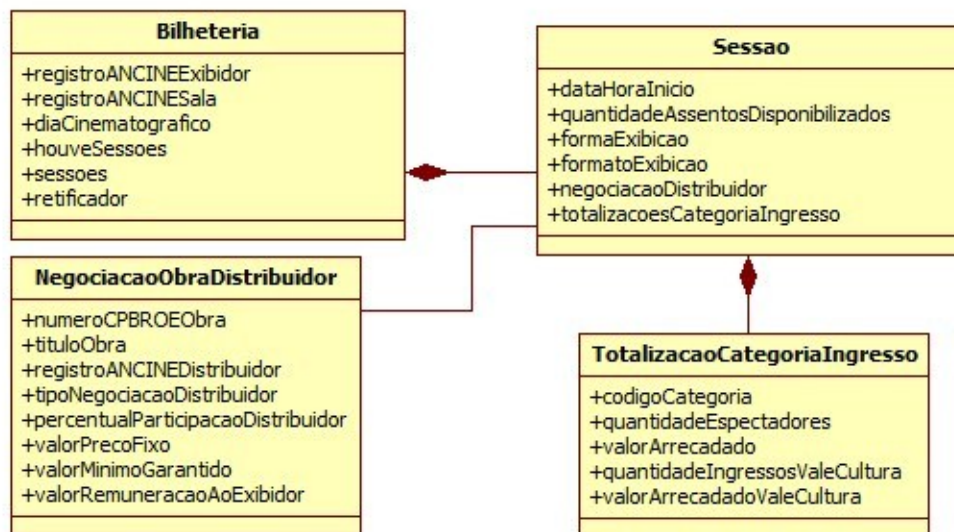 Bilheteria
+registroANCINEExibidor
+registroANCINESala
+diaCinematografico
+houveSessoes
+sessoes
+retificador
Sessao
+dataHoraInicio
+quantidadeAssentosDisponibilizados
+formaExibicao
+formatoExibicao
+negociacaoDistribuidor
+totalizacoesCategoriaIngresso
NegociacaoObraDistribuidor
+numeroCPBROEObra
+tituloObra
+registroANCINEDistribuidor
+tipoNegociacaoDistribuidor
+percentualParticipacaoDistribuidor
+valorPrecoFixo
+valorMinimoGarantido
+valorRemuneracaoAoExibidor
TotalizacaoCategoriaIngresso
+codigoCategoria
+quantidadeEspectadores
+valorArrecadado
+quantidadeIngressosValeCultura
+valorArrecadadoValeCultura